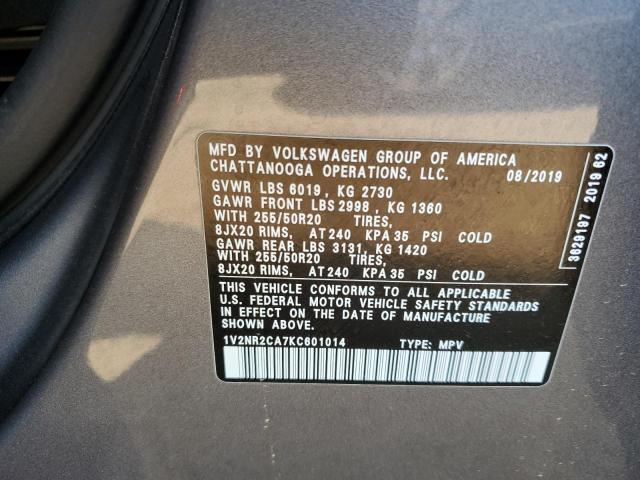 MFD BY VOLKSWAGEN GROUP OF AMERICA
CHATTANOOGA OPERATIONS, LLC. 08/2019
GVWR LBS 6019, KG 2730
GAWR FRONT LBS 2998, KG 1360
WITH 255/50R20 TIRES,
8JX20 RIMS, AT 240 KPA 35 PSI COLD
GAWR REAR LBS 3131, KG 1420
WITH 255/50R20 TIRES,
8JX20 RIMS, AT 240 KPA 35 PSI COLD
THIS VEHICLE CONFORMS TO ALL APPLICABLE
U.S. FEDERAL MOTOR VEHICLE SAFETY STANDARDS
IN EFFECT ON THE DATE OF MANUFACTURE
SHOWN ABOVE.
1V2NR2CA7KC601014 TYPE: MPV
3629197 2019 62